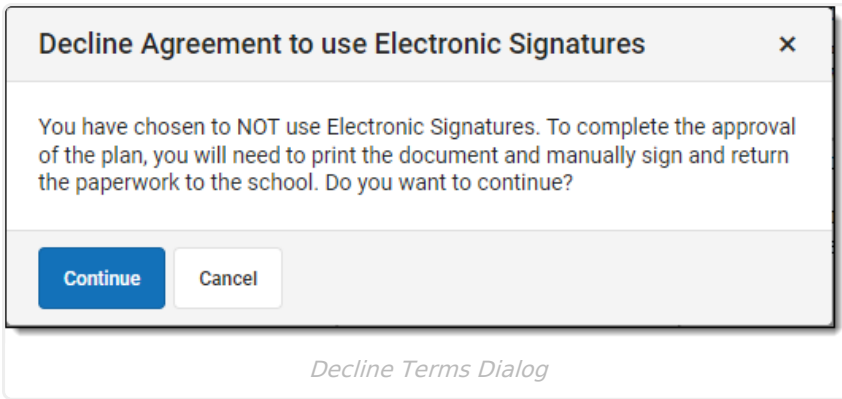 Decline Agreement to use Electronic Signatures ×
You have chosen to NOT use Electronic Signatures. To complete the approval
of the plan, you will need to print the document and manually sign and return
the paperwork to the school. Do you want to continue?
Continue Cancel
Decline Terms Dialog